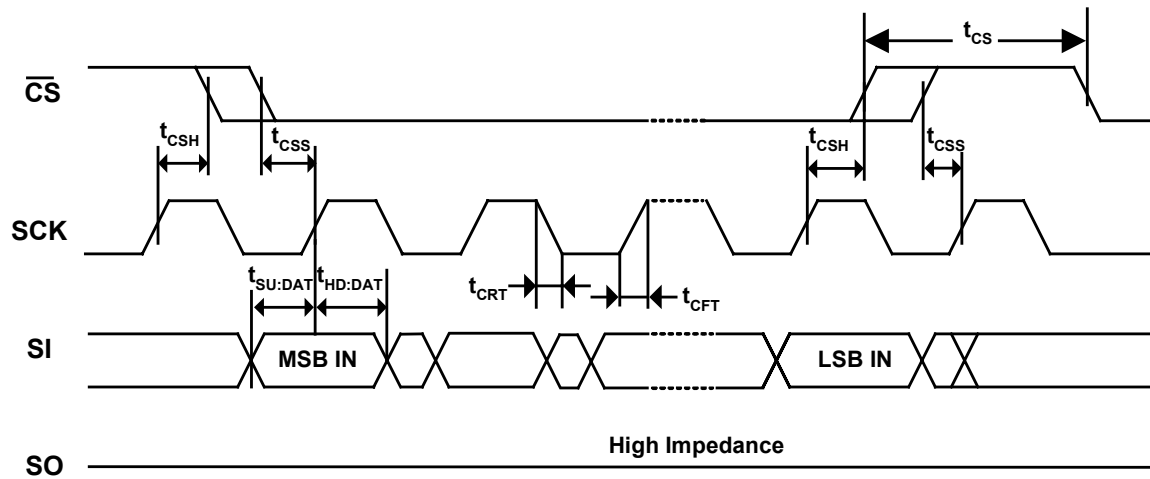 tCS
CS
tCSH
tCSS
tCSH
tCSS
SCK
tSU:DAT
tHD:DAT
tCRT
tCFT
SI
MSB IN
LSB IN
High Impedance
SO